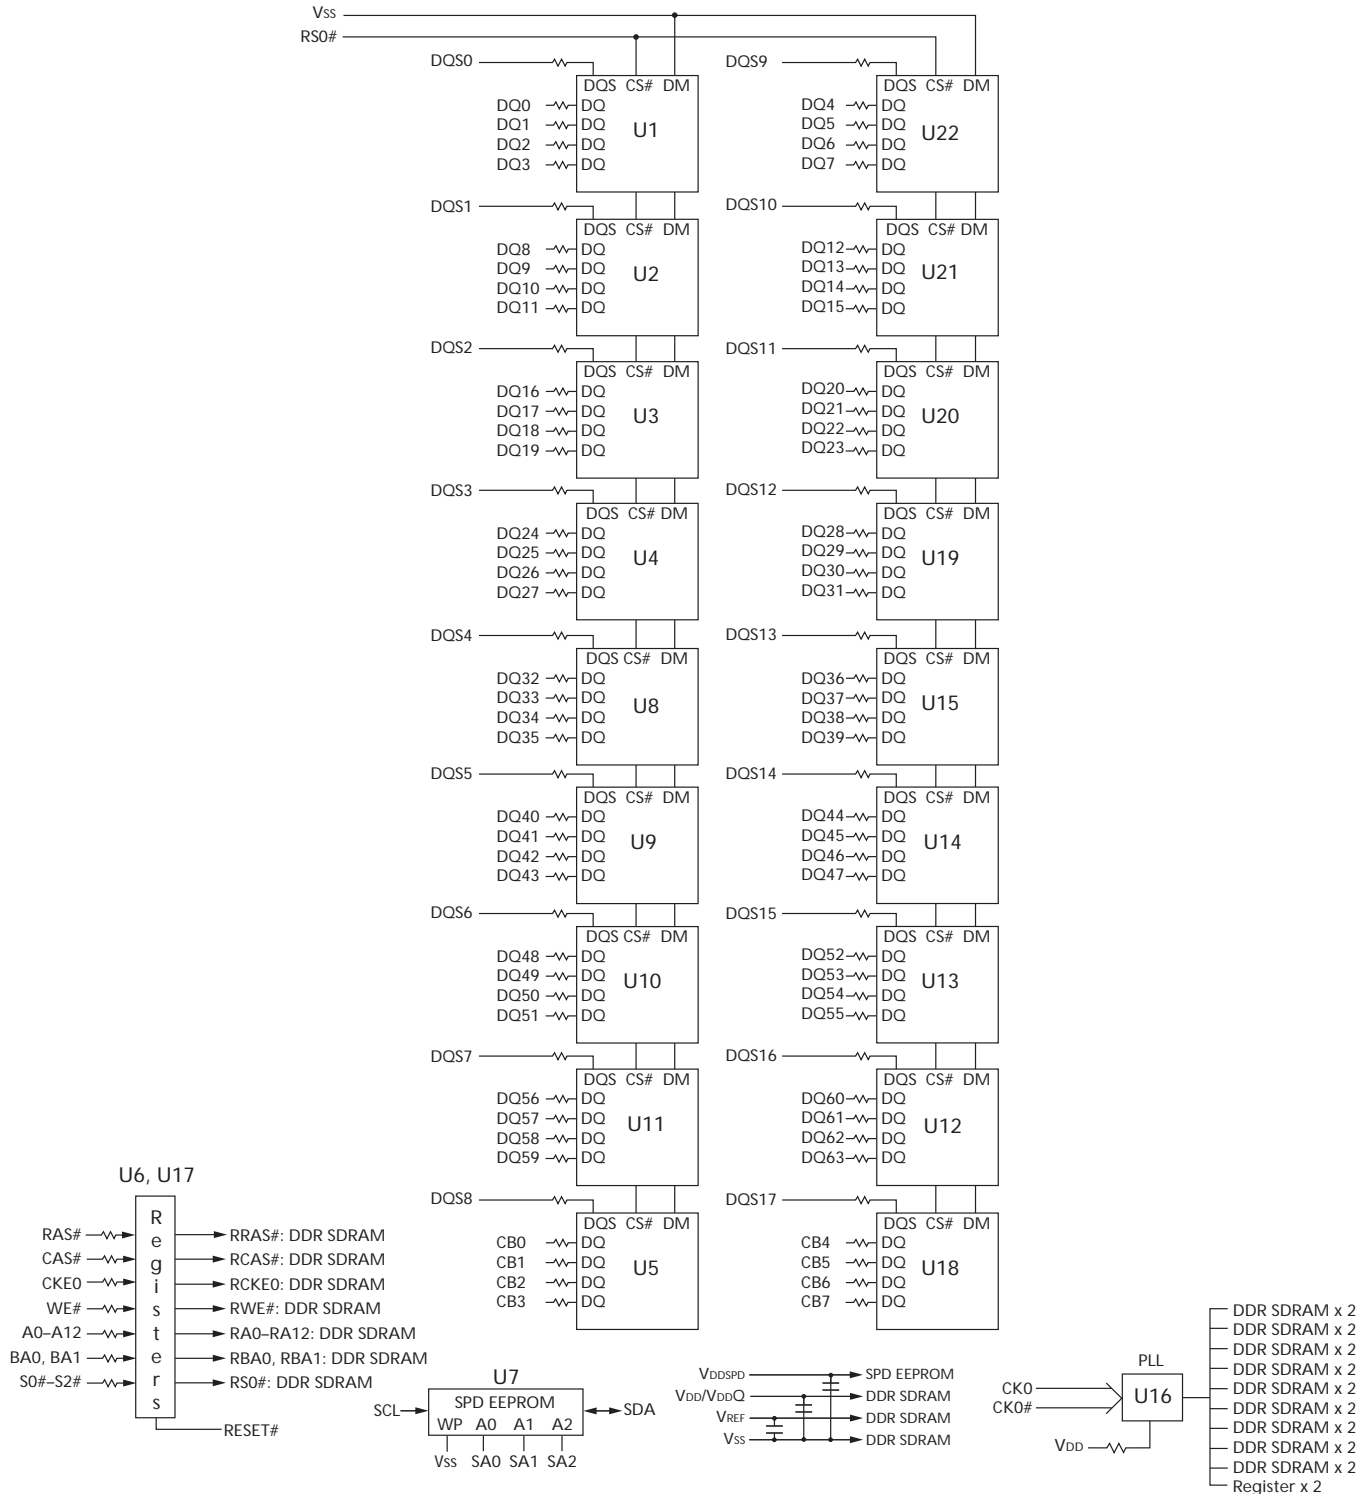 Vss
RS0#
DQS0
DQS CS# DM
DQ0 DQ
DQ1 DQ
DQ2 DQ
DQ3 DQ
U1
DQS9
DQS CS# DM
DQ4 DQ
DQ5 DQ
DQ6 DQ
DQ7 DQ
U22
DQS1
DQS CS# DM
DQ8 DQ
DQ9 DQ
DQ10 DQ
DQ11 DQ
U2
DQS10
DQS CS# DM
DQ12 DQ
DQ13 DQ
DQ14 DQ
DQ15 DQ
U21
DQS2
DQS CS# DM
DQ16 DQ
DQ17 DQ
DQ18 DQ
DQ19 DQ
U3
DQS11
DQS CS# DM
DQ20 DQ
DQ21 DQ
DQ22 DQ
DQ23 DQ
U20
DQS3
DQS CS# DM
DQ24 DQ
DQ25 DQ
DQ26 DQ
DQ27 DQ
U4
DQS12
DQS CS# DM
DQ28 DQ
DQ29 DQ
DQ30 DQ
DQ31 DQ
U19
DQS4
DQS CS# DM
DQ32 DQ
DQ33 DQ
DQ34 DQ
DQ35 DQ
U8
DQS13
DQS CS# DM
DQ36 DQ
DQ37 DQ
DQ38 DQ
DQ39 DQ
U15
DQS5
DQS CS# DM
DQ40 DQ
DQ41 DQ
DQ42 DQ
DQ43 DQ
U9
DQS14
DQS CS# DM
DQ44 DQ
DQ45 DQ
DQ46 DQ
DQ47 DQ
U14
DQS6
DQS CS# DM
DQ48 DQ
DQ49 DQ
DQ50 DQ
DQ51 DQ
U10
DQS15
DQS CS# DM
DQ52 DQ
DQ53 DQ
DQ54 DQ
DQ55 DQ
U13
DQS7
DQS CS# DM
DQ56 DQ
DQ57 DQ
DQ58 DQ
DQ59 DQ
U11
DQS16
DQS CS# DM
DQ60 DQ
DQ61 DQ
DQ62 DQ
DQ63 DQ
U12
DQS8
DQS CS# DM
CB0 DQ
CB1 DQ
CB2 DQ
CB3 DQ
U5
DQS17
DQS CS# DM
CB4 DQ
CB5 DQ
CB6 DQ
CB7 DQ
U18
U6, U17
Registers
RAS# RRAS#: DDR SDRAM
CAS# RCAS#: DDR SDRAM
CKE0 RCKE0: DDR SDRAM
WE# RWE#: DDR SDRAM
A0–A12 RA0–RA12: DDR SDRAM
BA0, BA1 RBA0, RBA1: DDR SDRAM
S0#–S2# RS0#: DDR SDRAM
RESET#
U7
SPD EEPROM
SCL SDA
WP A0 A1 A2
Vss SA0 SA1 SA2
VDDSPD SPD EEPROM
VDD/VDDQ DDR SDRAM
VREF DDR SDRAM
Vss DDR SDRAM
PLL
U16
CK0
CK0#
VDD
DDR SDRAM x 2
DDR SDRAM x 2
DDR SDRAM x 2
DDR SDRAM x 2
DDR SDRAM x 2
DDR SDRAM x 2
DDR SDRAM x 2
DDR SDRAM x 2
DDR SDRAM x 2
Register x 2